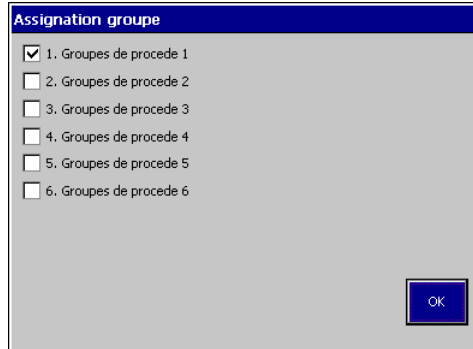 Assignation groupe
1. Groupes de procede 1
2. Groupes de procede 2
3. Groupes de procede 3
4. Groupes de procede 4
5. Groupes de procede 5
6. Groupes de procede 6
OK